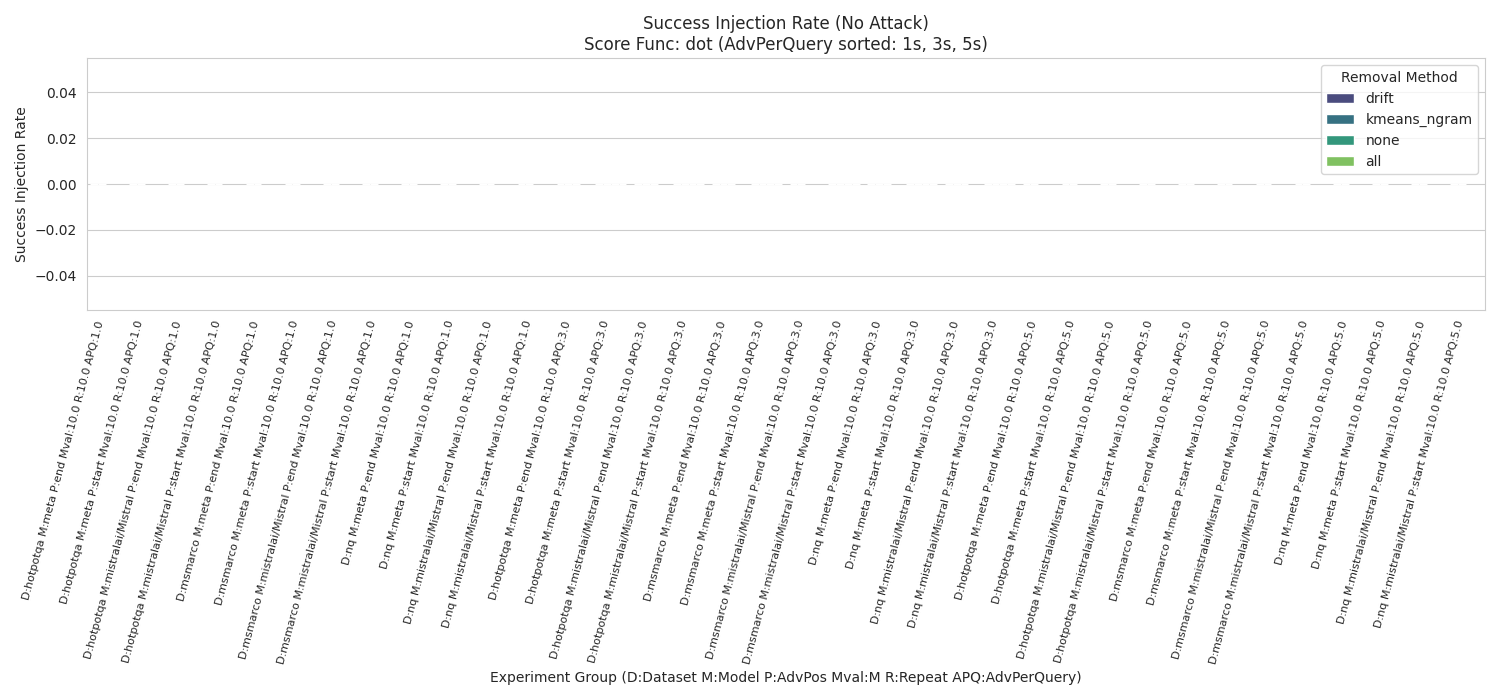 Success Injection Rate (No Attack)
Score Func: dot (AdvPerQuery sorted: 1s, 3s, 5s)
Success Injection Rate
0.04
0.02
0.00
−0.02
−0.04
Removal Method
drift
kmeans_ngram
none
all
D:hotpotqa M:meta P:end Mval:10.0 R:10.0 APQ:1.0
D:hotpotqa M:meta P:start Mval:10.0 R:10.0 APQ:1.0
D:hotpotqa M:mistralai/Mistral P:end Mval:10.0 R:10.0 APQ:1.0
D:hotpotqa M:mistralai/Mistral P:start Mval:10.0 R:10.0 APQ:1.0
D:msmarco M:meta P:end Mval:10.0 R:10.0 APQ:1.0
D:msmarco M:meta P:start Mval:10.0 R:10.0 APQ:1.0
D:msmarco M:mistralai/Mistral P:end Mval:10.0 R:10.0 APQ:1.0
D:msmarco M:mistralai/Mistral P:start Mval:10.0 R:10.0 APQ:1.0
D:nq M:meta P:end Mval:10.0 R:10.0 APQ:1.0
D:nq M:meta P:start Mval:10.0 R:10.0 APQ:1.0
D:nq M:mistralai/Mistral P:end Mval:10.0 R:10.0 APQ:1.0
D:nq M:mistralai/Mistral P:start Mval:10.0 R:10.0 APQ:1.0
D:hotpotqa M:meta P:end Mval:10.0 R:10.0 APQ:3.0
D:hotpotqa M:meta P:start Mval:10.0 R:10.0 APQ:3.0
D:hotpotqa M:mistralai/Mistral P:end Mval:10.0 R:10.0 APQ:3.0
D:hotpotqa M:mistralai/Mistral P:start Mval:10.0 R:10.0 APQ:3.0
D:msmarco M:meta P:end Mval:10.0 R:10.0 APQ:3.0
D:msmarco M:meta P:start Mval:10.0 R:10.0 APQ:3.0
D:msmarco M:mistralai/Mistral P:end Mval:10.0 R:10.0 APQ:3.0
D:msmarco M:mistralai/Mistral P:start Mval:10.0 R:10.0 APQ:3.0
D:nq M:meta P:end Mval:10.0 R:10.0 APQ:3.0
D:nq M:meta P:start Mval:10.0 R:10.0 APQ:3.0
D:nq M:mistralai/Mistral P:end Mval:10.0 R:10.0 APQ:3.0
D:nq M:mistralai/Mistral P:start Mval:10.0 R:10.0 APQ:3.0
D:hotpotqa M:meta P:end Mval:10.0 R:10.0 APQ:5.0
D:hotpotqa M:meta P:start Mval:10.0 R:10.0 APQ:5.0
D:hotpotqa M:mistralai/Mistral P:end Mval:10.0 R:10.0 APQ:5.0
D:hotpotqa M:mistralai/Mistral P:start Mval:10.0 R:10.0 APQ:5.0
D:msmarco M:meta P:end Mval:10.0 R:10.0 APQ:5.0
D:msmarco M:meta P:start Mval:10.0 R:10.0 APQ:5.0
D:msmarco M:mistralai/Mistral P:end Mval:10.0 R:10.0 APQ:5.0
D:msmarco M:mistralai/Mistral P:start Mval:10.0 R:10.0 APQ:5.0
D:nq M:meta P:end Mval:10.0 R:10.0 APQ:5.0
D:nq M:meta P:start Mval:10.0 R:10.0 APQ:5.0
D:nq M:mistralai/Mistral P:end Mval:10.0 R:10.0 APQ:5.0
D:nq M:mistralai/Mistral P:start Mval:10.0 R:10.0 APQ:5.0
Experiment Group (D:Dataset M:Model P:AdvPos Mval:M R:Repeat APQ:AdvPerQuery)